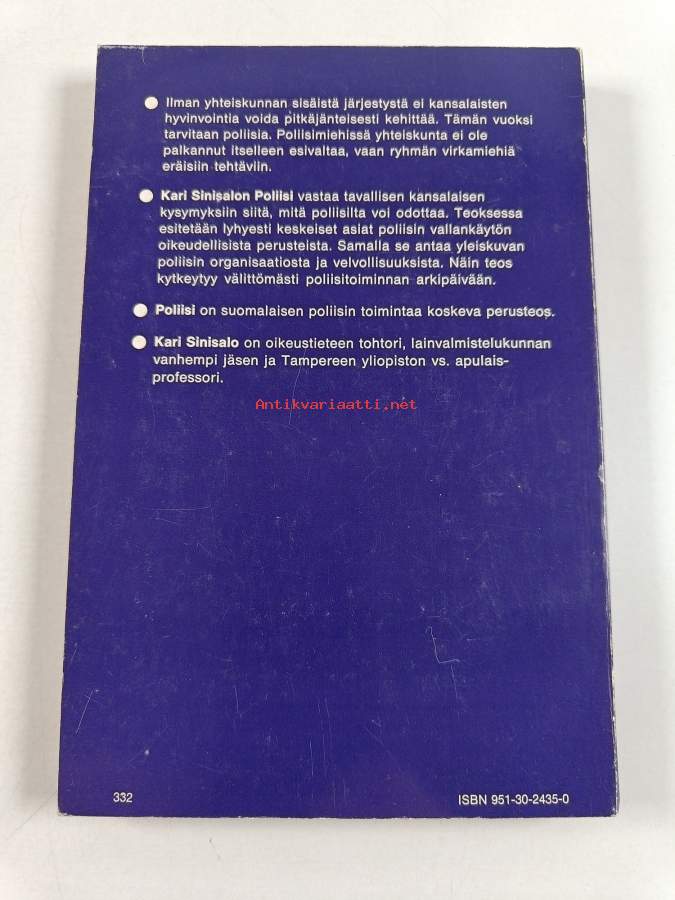 Ilman yhteiskunnan sisäistä järjestystä ei kansalaisten
hyvinvointia voida pitkäjänteisesti kehittää. Tämän vuoksi
tarvitaan poliisia. Poliisimiehissä yhteiskunta ei ole
palkannut itselleen esivaltaa, vaan ryhmän virkamiehiä
eräisiin tehtäviin.
Kari Sinisalon Poliisi vastaa tavallisen kansalaisen
kysymyksiin siitä, mitä poliisilta voi odottaa. Teoksessa
esitetään lyhyesti keskeiset asiat poliisin vallankäytön
oikeudellisista perusteista. Samalla se antaa yleiskuvan
poliisin organisaatiosta ja velvollisuuksista. Näin teos
kytkeytyy välittömästi poliisitoiminnan arkipäivään.
Poliisi on suomalaisen poliisin toimintaa koskeva perusteos.
Kari Sinisalo on oikeustieteen tohtori, lainvalmistelukunnan
vanhempi jäsen ja Tampereen yliopiston vs. apulais-
professori.
Antikvariaatti.net
332
ISBN 951-30-2435-0